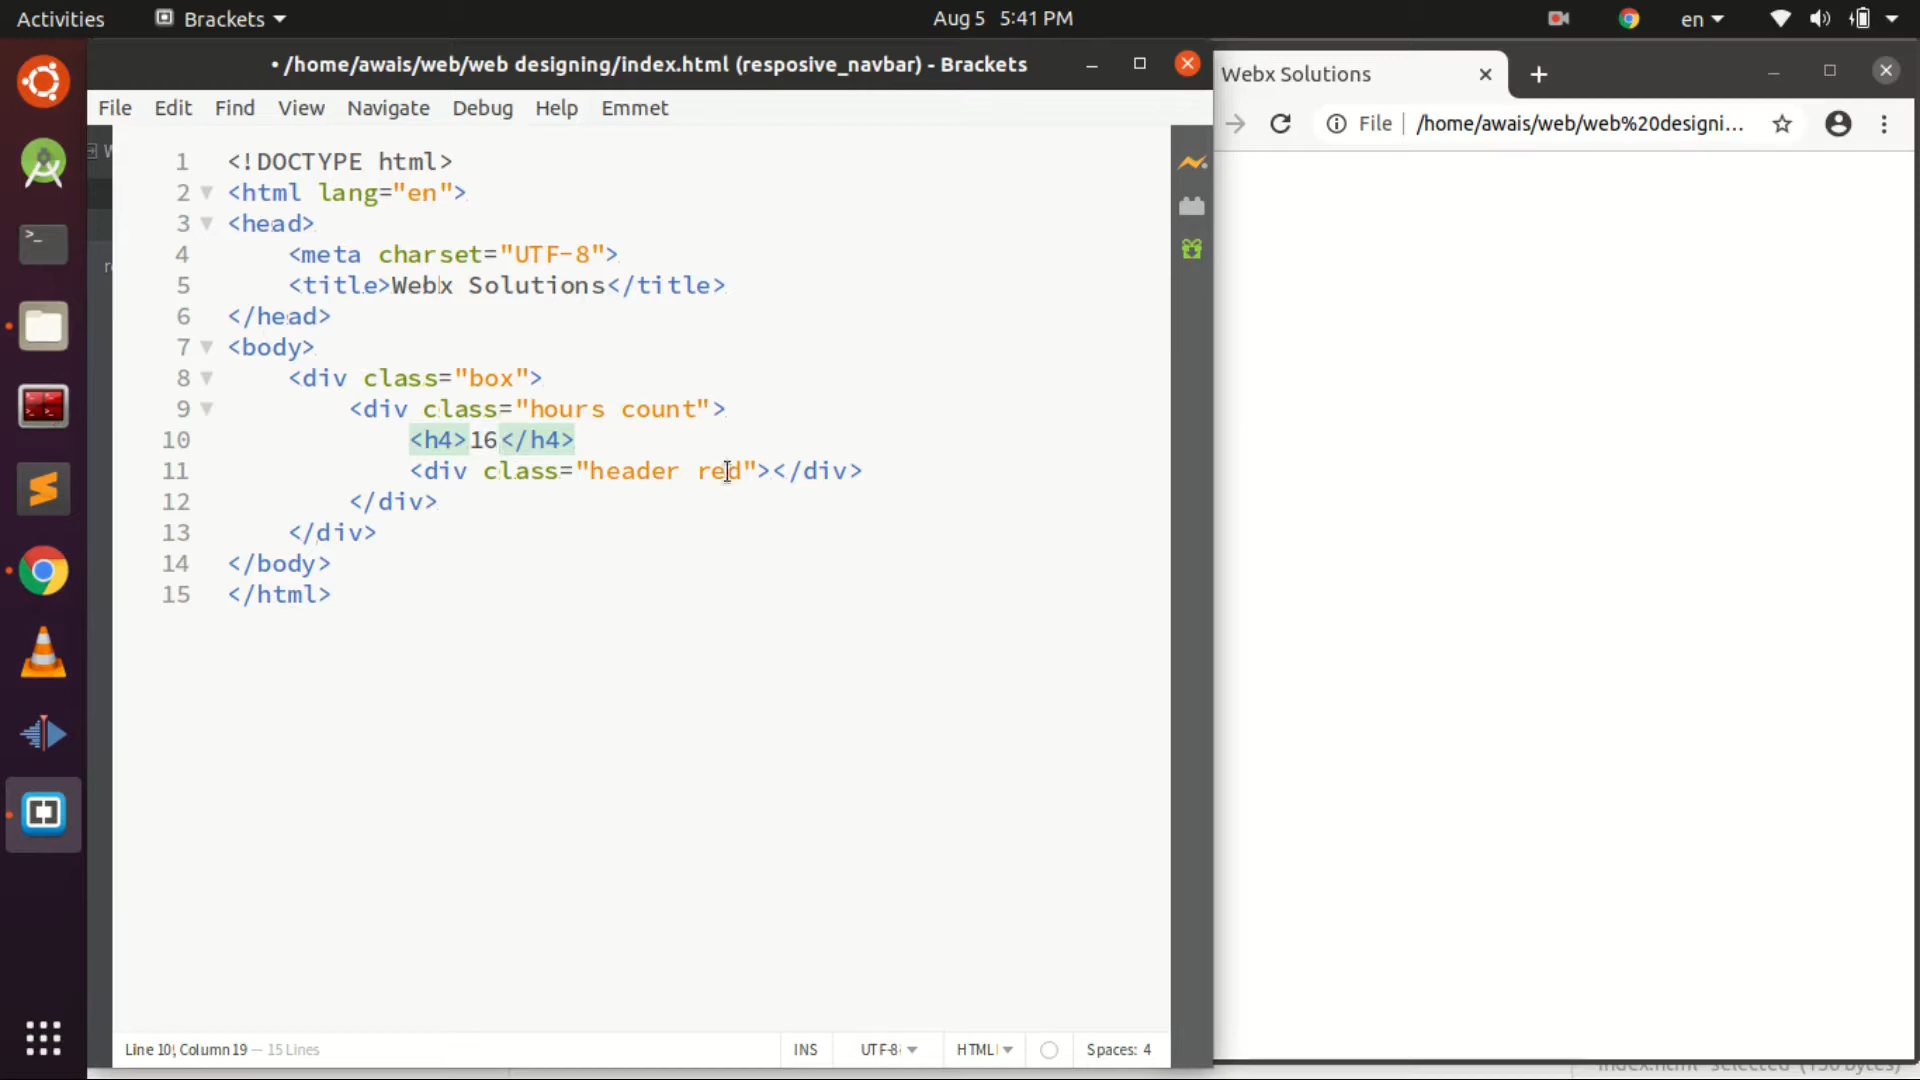 Activities Brackets Aug 5 5:41 PM en
• /home/awais/web/web designing/index.html (resposive_navbar) - Brackets
Webx Solutions
File Edit Find View Navigate Debug Help Emmet
File /home/awais/web/web%20designi...
1 <!DOCTYPE html>
2 <html lang="en">
3 <head>
4 <meta charset="UTF-8">
5 <title>Webx Solutions</title>
6 </head>
7 <body>
8 <div class="box">
9 <div class="hours count">
10 <h4>16</h4>
11 <div class="header red"></div>
12 </div>
13 </div>
14 </body>
15 </html>
Line 10, Column 19 — 15 Lines
INS UTF-8 HTML Spaces: 4